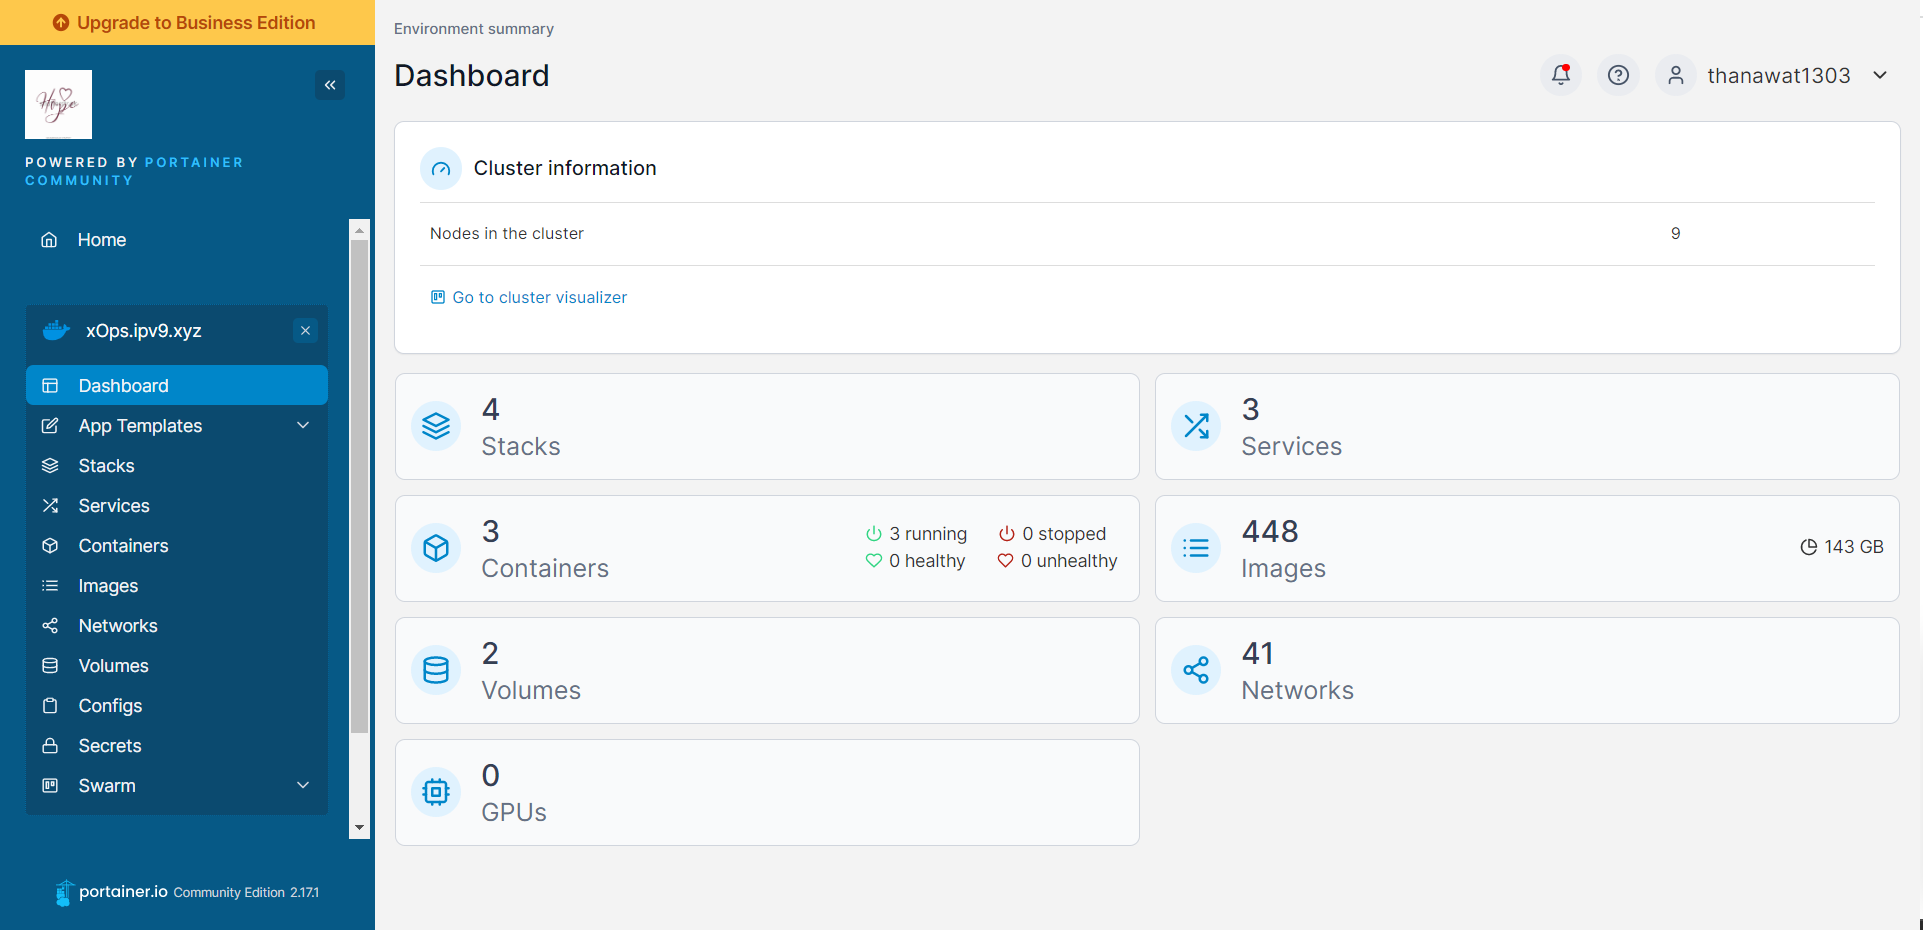 Upgrade to Business Edition
Hope
POWERED BY PORTAINER
COMMUNITY
Home
xOps.ipv9.xyz
Dashboard
App Templates
Stacks
Services
Containers
Images
Networks
Volumes
Configs
Secrets
Swarm
portainer.io Community Edition 2.17.1
Environment summary
Dashboard
thanawat1303
Cluster information
Nodes in the cluster 9
Go to cluster visualizer
4
Stacks
3
Services
3
Containers
3 running 0 stopped
0 healthy 0 unhealthy
448
Images
143 GB
2
Volumes
41
Networks
0
GPUs